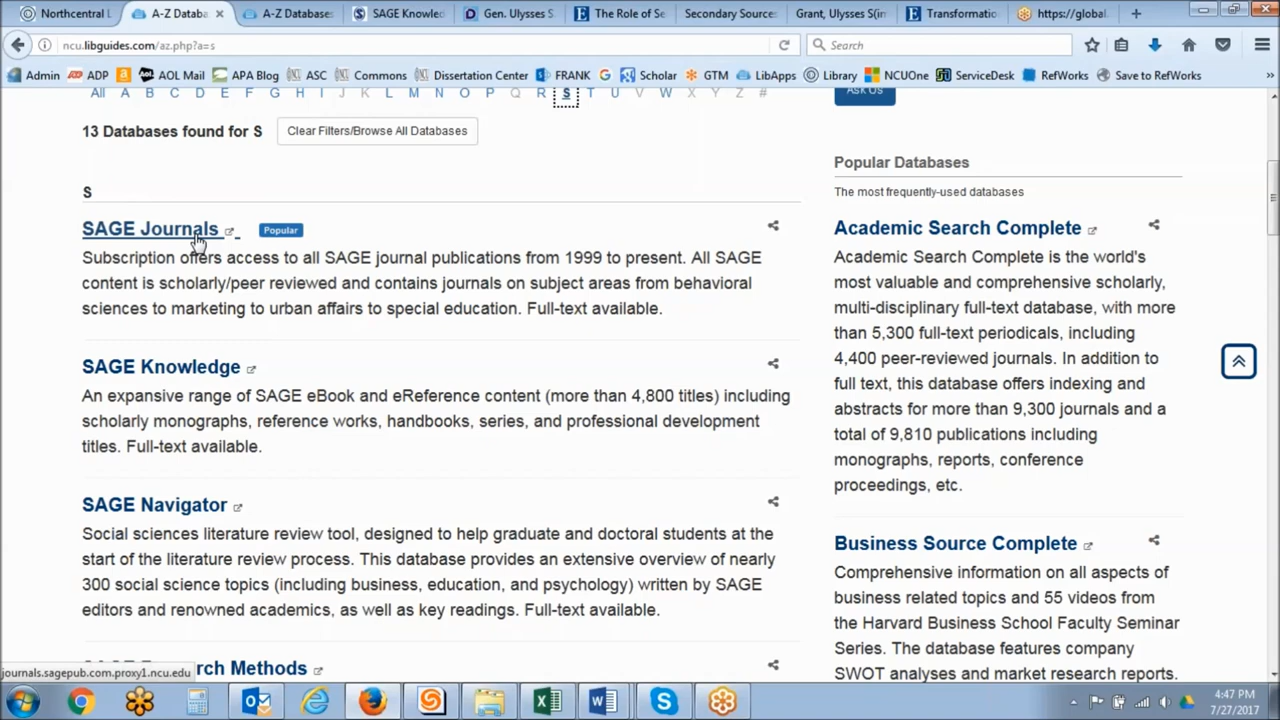 Northcentral L
A-Z Databa
A-Z Databases
SAGE Knowled
Gen. Ulysses S
The Role of Se
Secondary Sources
Grant, Ulysses S(im
Transformatio
https://global.
ncu.libguides.com/az.php?a=s
Search
Admin
ADP
AOL Mail
APA Blog
ASC
Commons
Dissertation Center
FRANK
Scholar
GTM
LibApps
Library
NCUOne
ServiceDesk
RefWorks
Save to RefWorks
All A B C D E F G H I J K L M N O P Q R S T U V W X Y Z #
Ask Us
13 Databases found for S
Clear Filters/Browse All Databases
S
SAGE Journals
Popular
Subscription offers access to all SAGE journal publications from 1999 to present. All SAGE
content is scholarly/peer reviewed and contains journals on subject areas from behavioral
sciences to marketing to urban affairs to special education. Full-text available.
SAGE Knowledge
An expansive range of SAGE eBook and eReference content (more than 4,800 titles) including
scholarly monographs, reference works, handbooks, series, and professional development
titles. Full-text available.
SAGE Navigator
Social sciences literature review tool, designed to help graduate and doctoral students at the
start of the literature review process. This database provides an extensive overview of nearly
300 social science topics (including business, education, and psychology) written by SAGE
editors and renowned academics, as well as key readings. Full-text available.
rch Methods
Popular Databases
The most frequently-used databases
Academic Search Complete
Academic Search Complete is the world's
most valuable and comprehensive scholarly,
multi-disciplinary full-text database, with more
than 5,300 full-text periodicals, including
4,400 peer-reviewed journals. In addition to
full text, this database offers indexing and
abstracts for more than 9,300 journals and a
total of 9,810 publications including
monographs, reports, conference
proceedings, etc.
Business Source Complete
Comprehensive information on all aspects of
business related topics and 55 videos from
the Harvard Business School Faculty Seminar
Series. The database features company
SWOT analyses and market research reports.
journals.sagepub.com.proxy1.ncu.edu
4:47 PM
7/27/2017